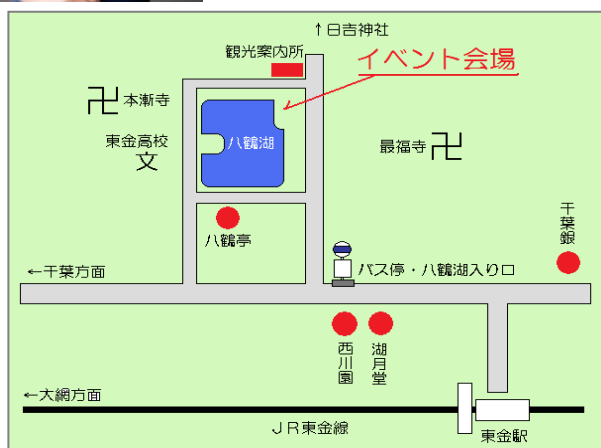 ↑日吉神社
観光案内所
イベント会場
卍 本漸寺
東金高校
文
八鶴湖
最福寺 卍
八鶴亭
千葉銀
←千葉方面
バス停・八鶴湖入り口
西川園
湖月堂
←大網方面
JR東金線
東金駅